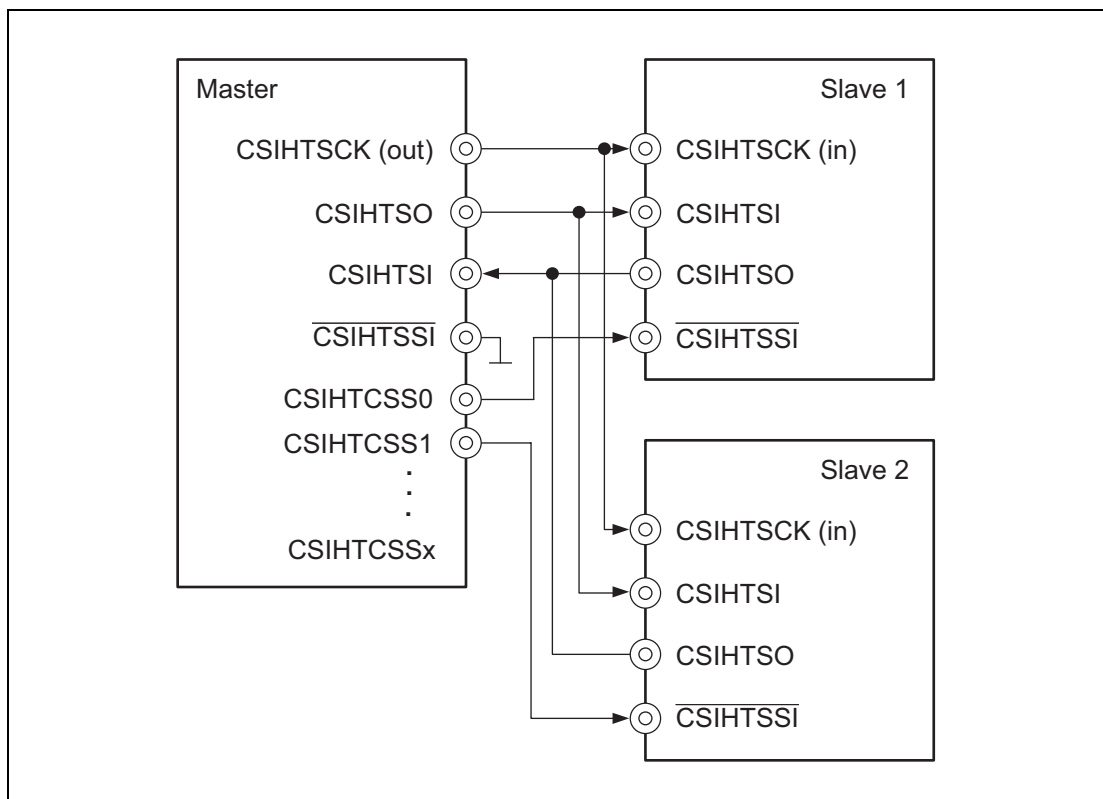 Master
CSIHTSCK (out)
CSIHTSO
CSIHTSI
CSIHTSSI
CSIHTCSS0
CSIHTCSS1
.
.
.
CSIHTCSSx
Slave 1
CSIHTSCK (in)
CSIHTSI
CSIHTSO
CSIHTSSI
Slave 2
CSIHTSCK (in)
CSIHTSI
CSIHTSO
CSIHTSSI